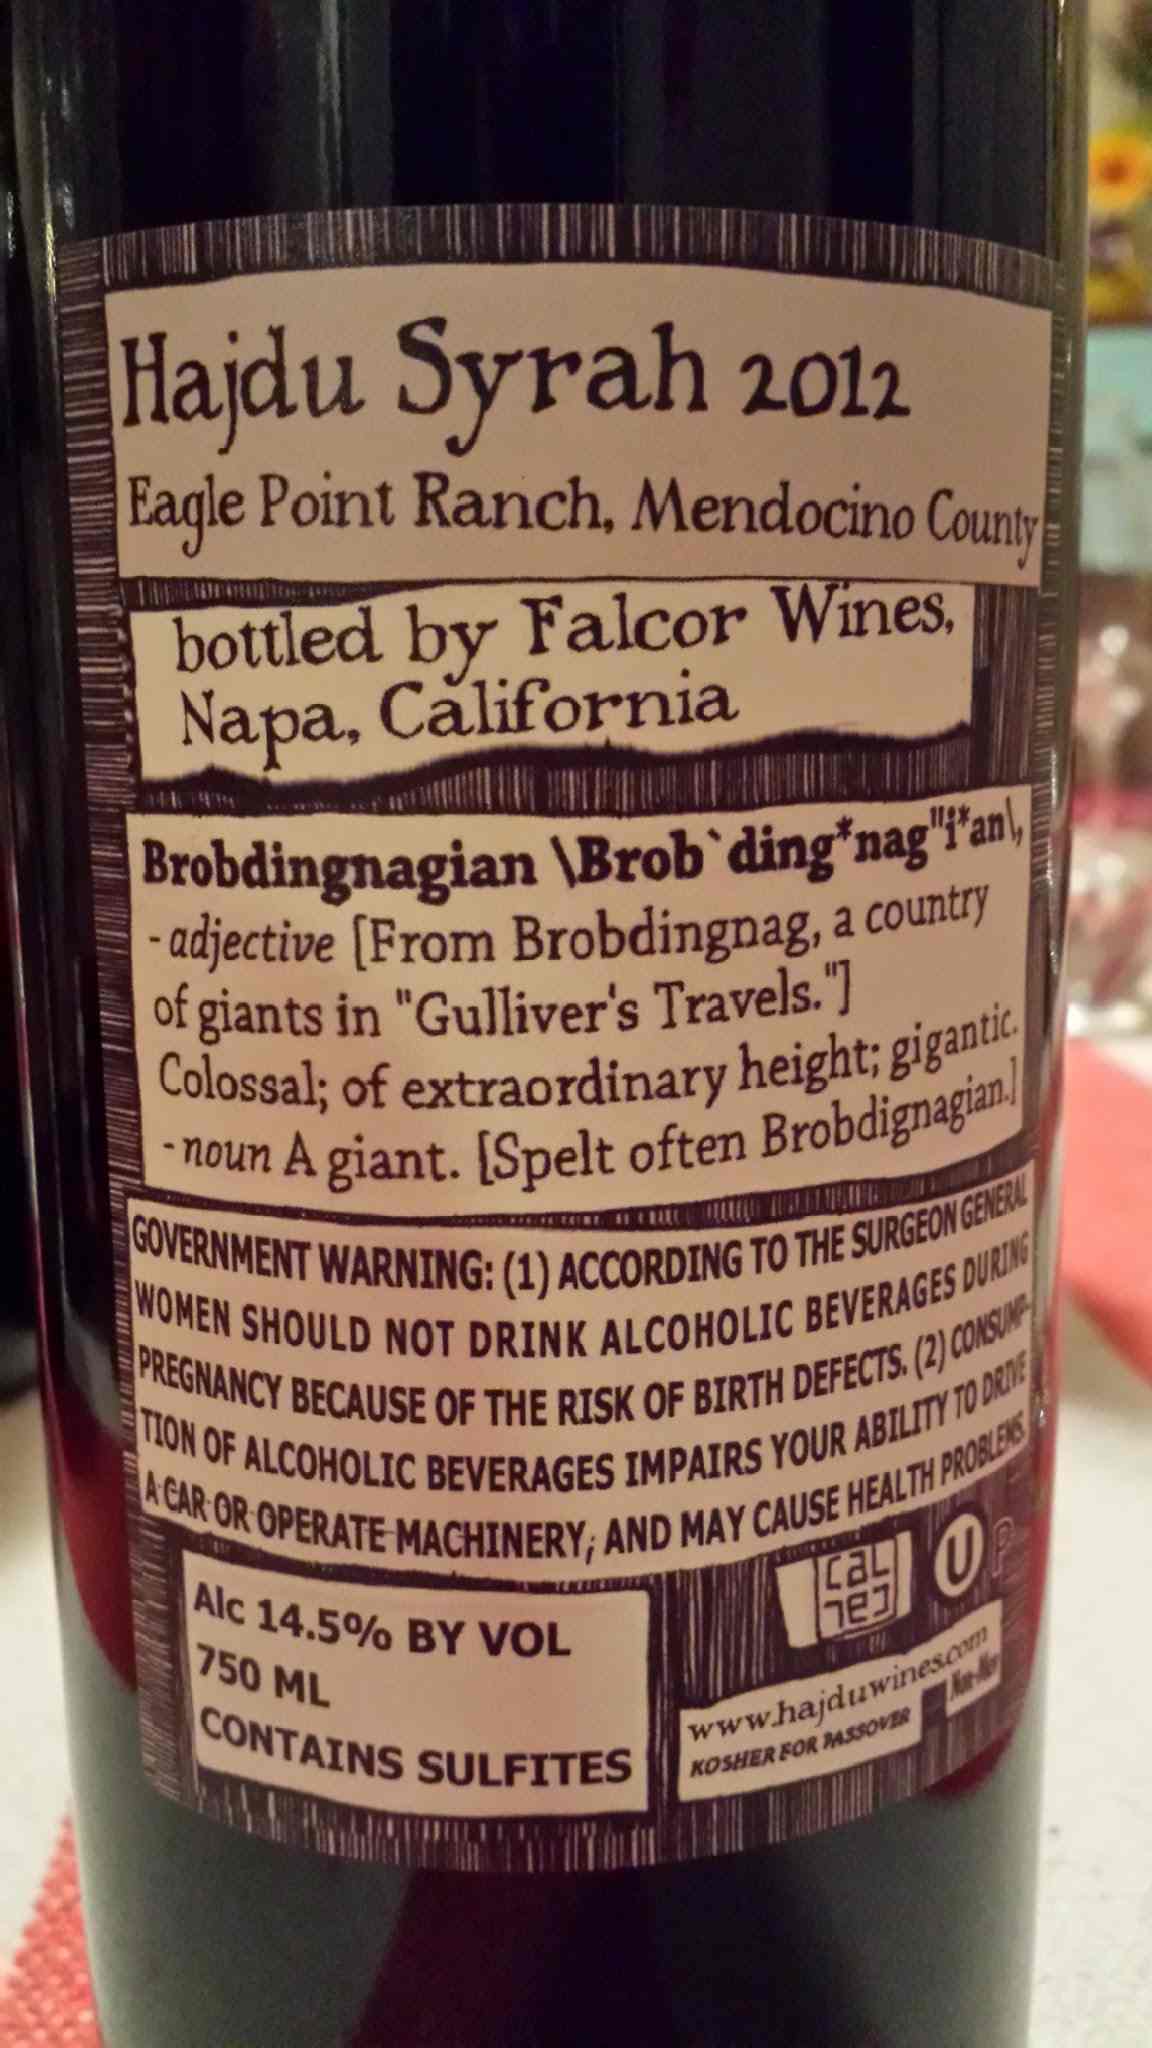 Hajdu Syrah 2012
Eagle Point Ranch, Mendocino County
bottled by Falcor Wines,
Napa, California
Brobdingnagian \Brob`ding*nag"i*an\,
-adjective [From Brobdingnag, a country
of giants in "Gulliver's Travels."]
Colossal; of extraordinary height; gigantic.
-noun A giant. [Spelt often Brobdignagian.]
GOVERNMENT WARNING: (1) ACCORDING TO THE SURGEON GENERAL
WOMEN SHOULD NOT DRINK ALCOHOLIC BEVERAGES DURING
PREGNANCY BECAUSE OF THE RISK OF BIRTH DEFECTS. (2) CONSUMP-
TION OF ALCOHOLIC BEVERAGES IMPAIRS YOUR ABILITY TO DRIVE
A CAR OR OPERATE MACHINERY, AND MAY CAUSE HEALTH PROBLEMS.
Alc 14.5% BY VOL
750 ML
CONTAINS SULFITES
U P
www.hajduwines.com
KOSHER FOR PASSOVER Non-Mev